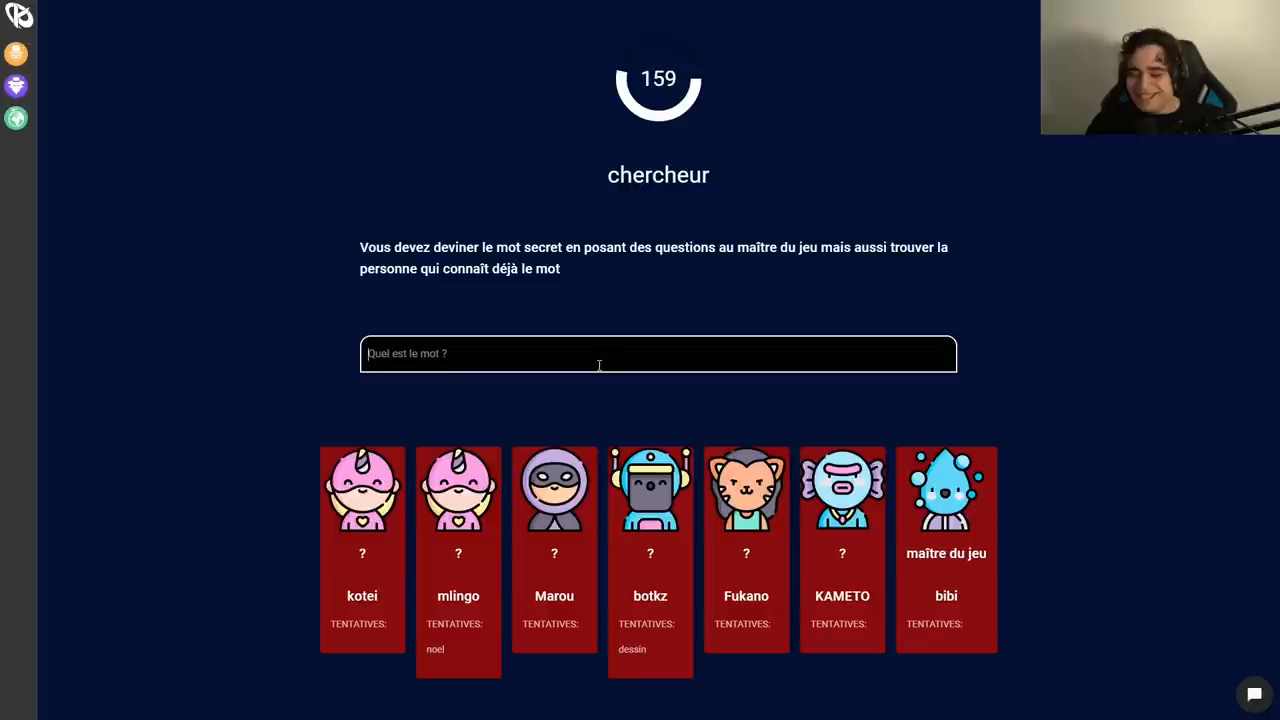 159
chercheur
Vous devez deviner le mot secret en posant des questions au maître du jeu mais aussi trouver la
personne qui connaît déjà le mot
Quel est le mot ?
? ? ? ? ? ? maître du jeu
kotei mlingo Marou botkz Fukano KAMETO bibi
TENTATIVES: TENTATIVES: TENTATIVES: TENTATIVES: TENTATIVES: TENTATIVES: TENTATIVES:
noel dessin